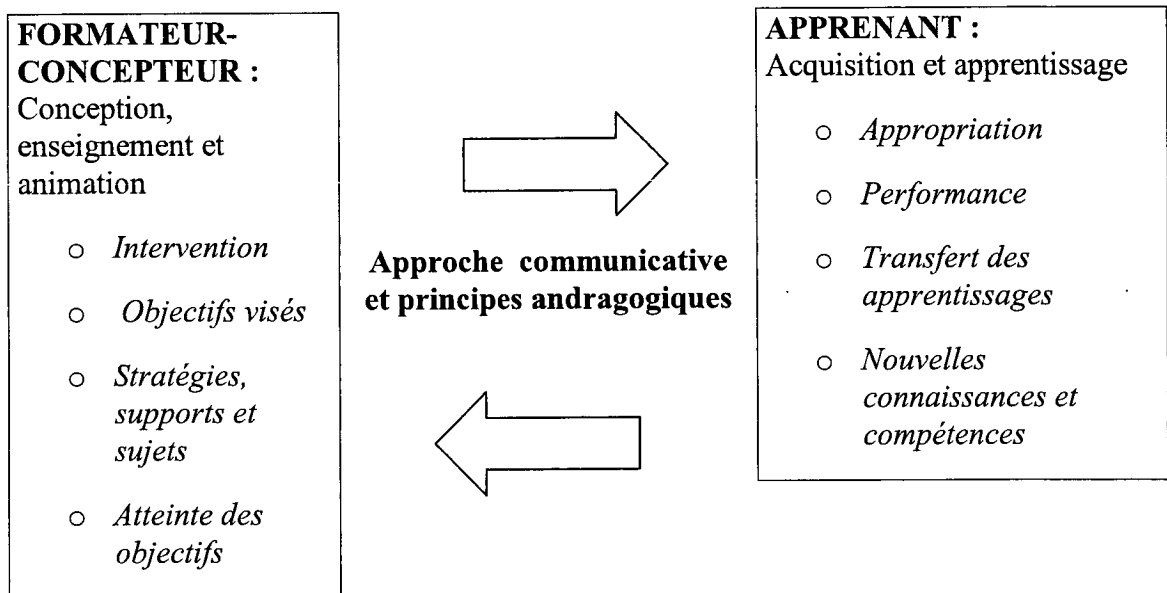 FORMATEUR-
CONCEPTEUR :
Conception,
enseignement et
animation
o Intervention
o Objectifs visés
o Stratégies,
supports et
sujets
o Atteinte des
objectifs
Approche communicative
et principes andragogiques
APPRENANT :
Acquisition et apprentissage
o Appropriation
o Performance
o Transfert des
apprentissages
o Nouvelles
connaissances et
compétences